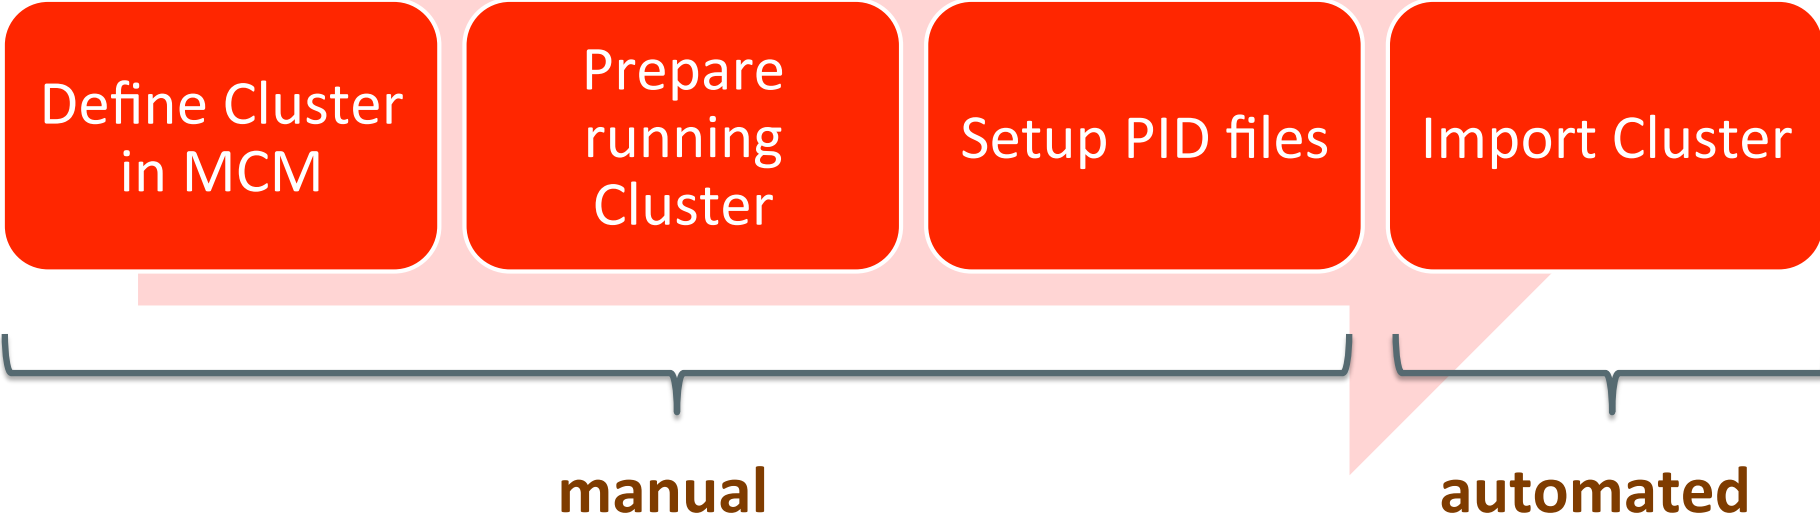 Define Cluster
in MCM
Prepare
running
Cluster
Setup PID files
Import Cluster
manual
automated